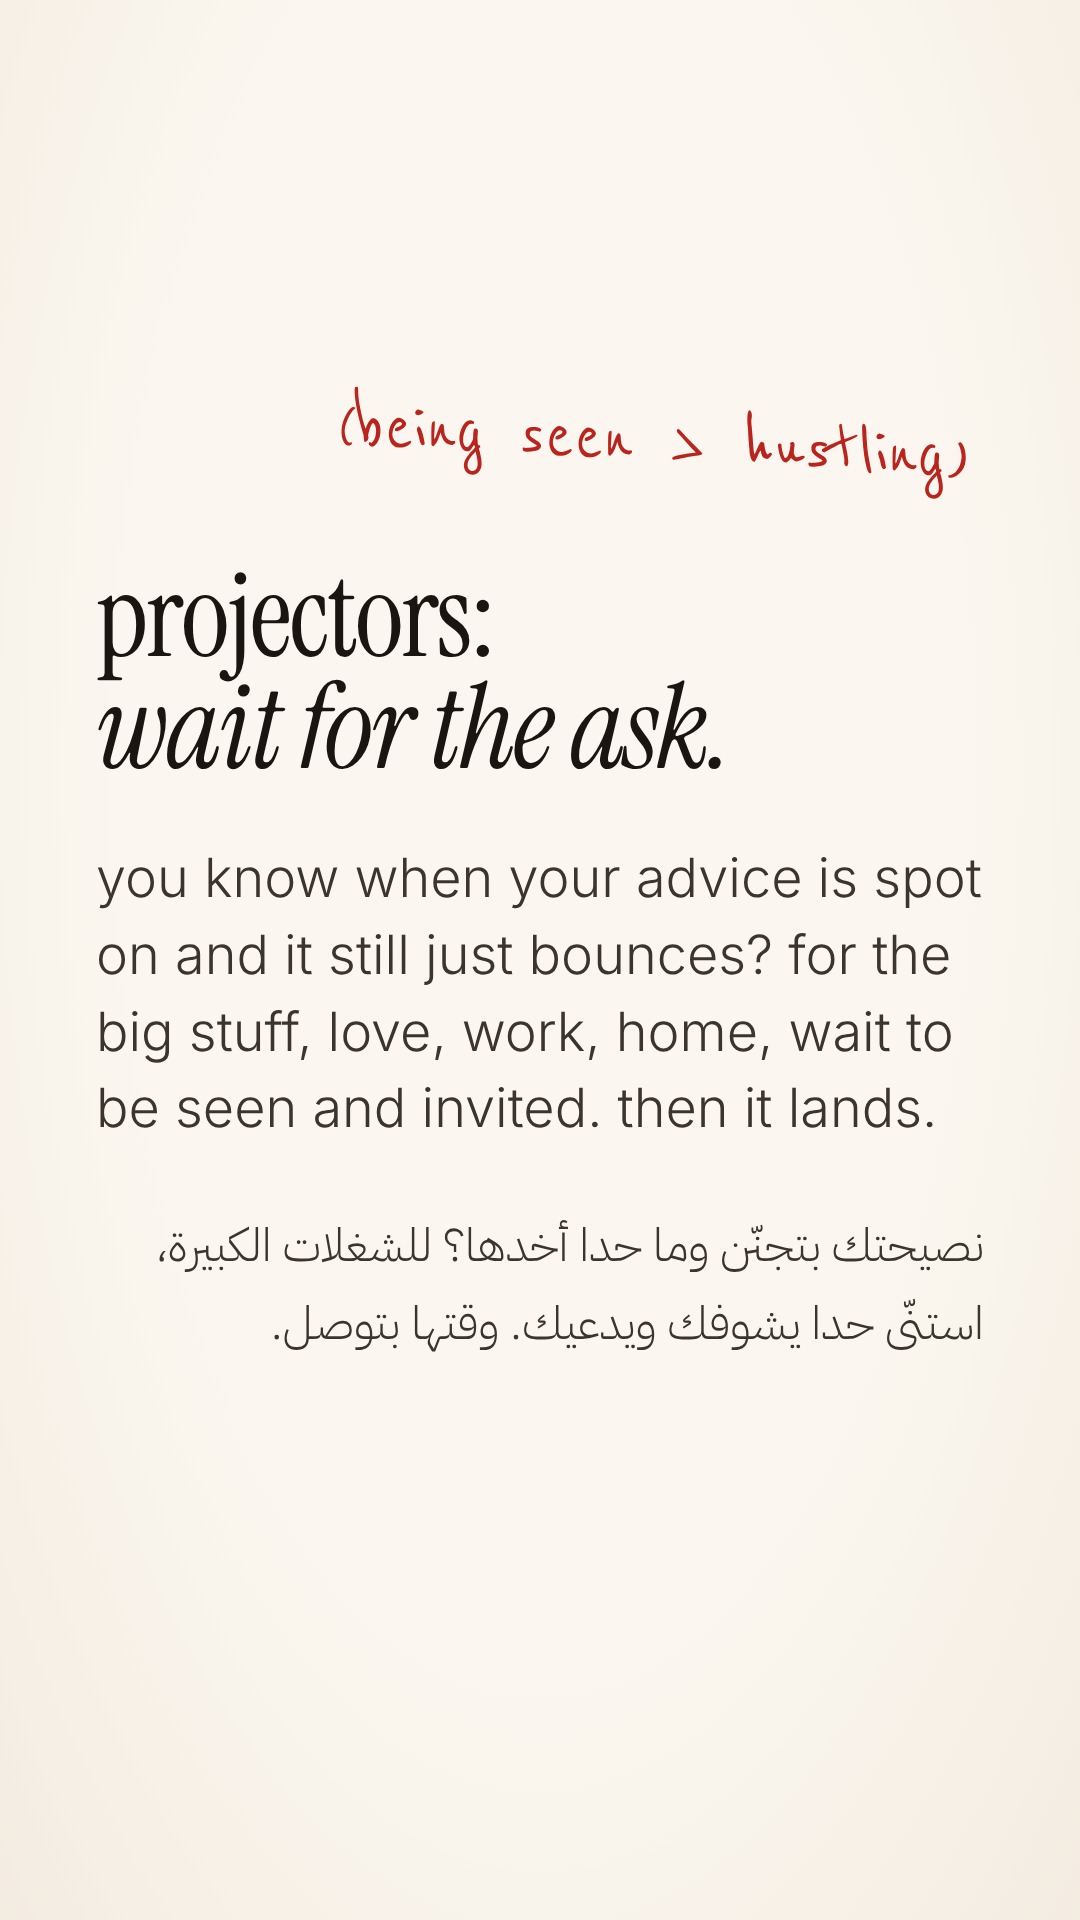 (being seen > hustling)
projectors:
wait for the ask.
you know when your advice is spot
on and it still just bounces? for the
big stuff, love, work, home, wait to
be seen and invited. then it lands.
نصيحتك بتجنّن وما حدا أخدها؟ للشغلات الكبيرة،
استنّى حدا يشوفك ويدعيك. وقتها بتوصل.